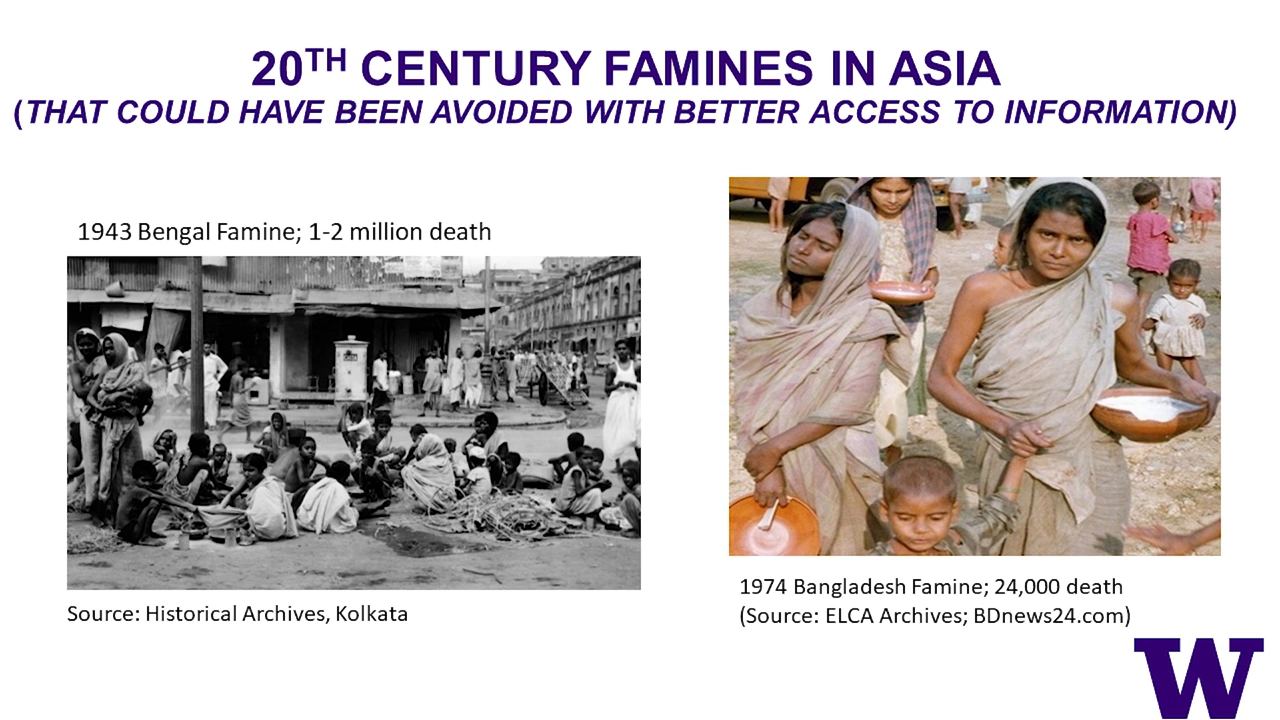 20TH CENTURY FAMINES IN ASIA
(THAT COULD HAVE BEEN AVOIDED WITH BETTER ACCESS TO INFORMATION)
1943 Bengal Famine; 1-2 million death
Source: Historical Archives, Kolkata
1974 Bangladesh Famine; 24,000 death
(Source: ELCA Archives; BDnews24.com)
W